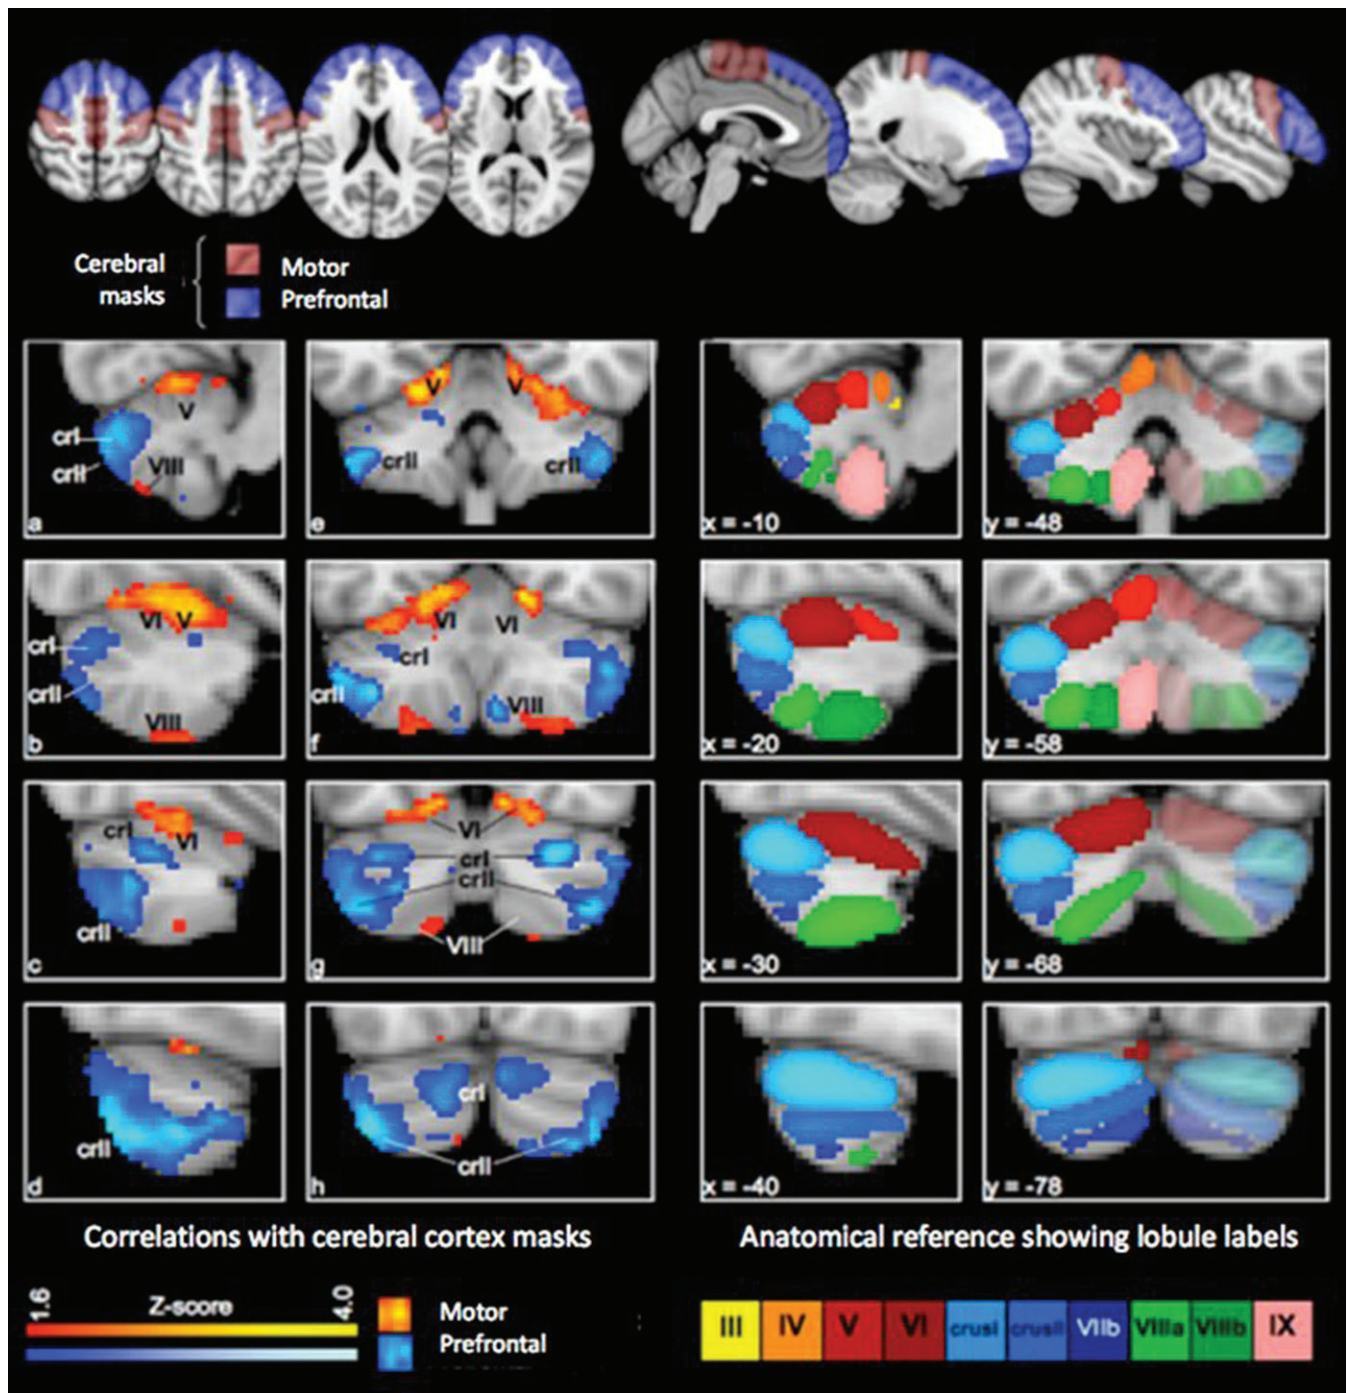 Cerebral masks
Motor
Prefrontal
V
crI
crII
VIII
a
V
V
crII
crII
e
x = -10
y = -48
VI
V
crI
crII
VIII
b
VI
VI
crI
crII
VIII
f
x = -20
y = -58
crI
VI
crII
c
VI
crI
crII
VIII
g
x = -30
y = -68
crII
d
crI
crII
h
x = -40
y = -78
Correlations with cerebral cortex masks
Anatomical reference showing lobule labels
1.6
Z-score
4.0
Motor
Prefrontal
III
IV
V
VI
crusI
crusII
VIIb
VIIIa
VIIIb
IX